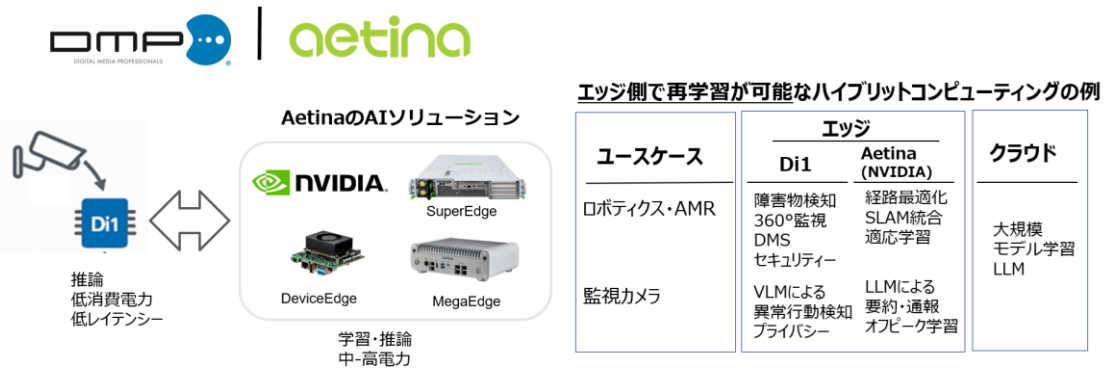 DMP
DIGITAL MEDIA PROFESSIONALS
aetina
AetinaのAIソリューション
Di1
推論
低消費電力
低レイテンシー
NVIDIA.
SuperEdge
DeviceEdge
MegaEdge
学習・推論
中-高電力
エッジ側で再学習が可能なハイブリットコンピューティングの例
ユースケース
エッジ
Di1
Aetina
(NVIDIA)
クラウド
ロボティクス・AMR
障害物検知
360°監視
DMS
セキュリティー
経路最適化
SLAM統合
適応学習
監視カメラ
VLMによる
異常行動検知
プライバシー
LLMによる
要約・通報
オフピーク学習
大規模
モデル学習
LLM